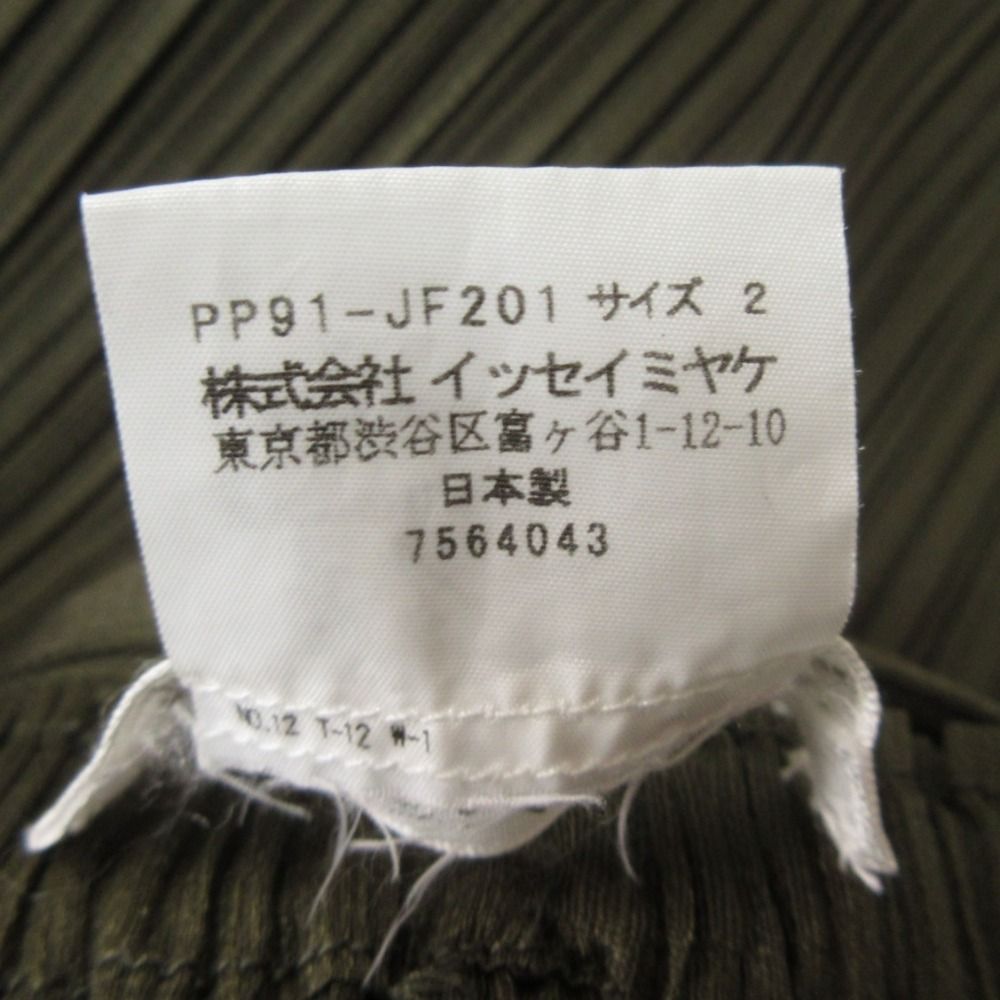 PP91-JF201 サイズ 2
株式会社 イッセイミヤケ
東京都渋谷区富ヶ谷1-12-10
日本製
7564043
NO.12 T-12 W-1